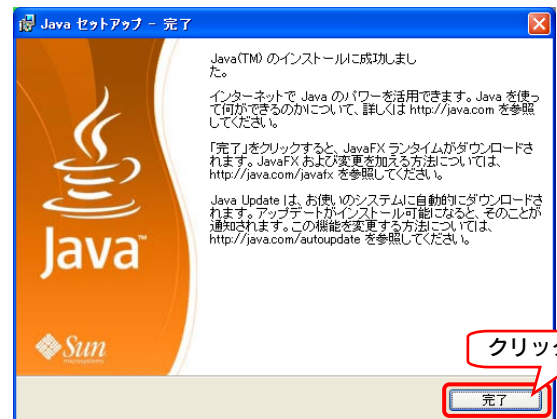 Java セットアップ - 完了
Java(TM) のインストールに成功しまし
た。
インターネットで Java のパワーを活用できます。Java を使っ
て何ができるのかについて、詳しくは http://java.com を参照
してください。
「完了」をクリックすると、JavaFX ランタイムがダウンロードさ
れます。JavaFX および変更を加える方法については、
http://java.com/javafx を参照してください。
Java Update は、お使いのシステムに自動的にダウンロードさ
れます。アップデートがインストール可能になると、そのことが
通知されます。この機能を変更する方法については、
http://java.com/autoupdate を参照してください。
Java™
Sun
microsystems
クリック
完了